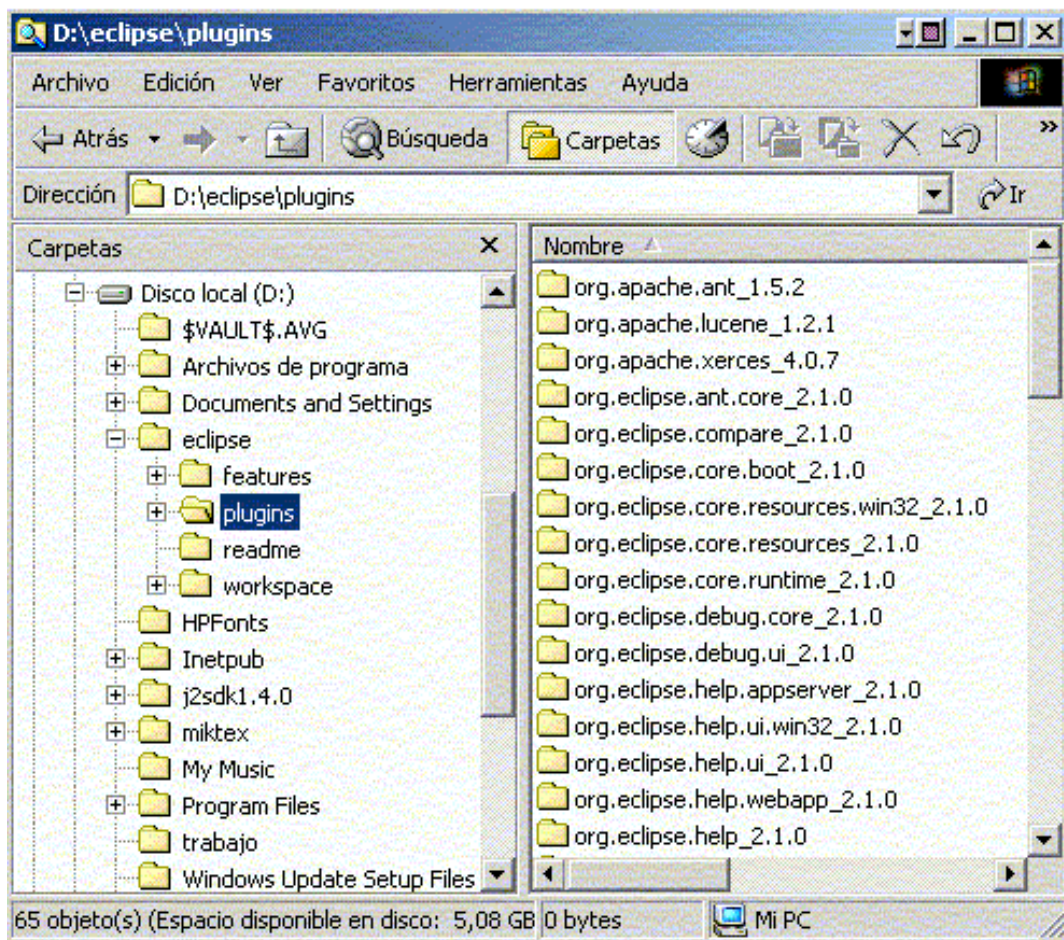 D:\eclipse\plugins
Archivo Edición Ver Favoritos Herramientas Ayuda
Atrás Búsqueda Carpetas »
Dirección D:\eclipse\plugins Ir
Carpetas
Disco local (D:)
$VAULT$.AVG
Archivos de programa
Documents and Settings
eclipse
features
plugins
readme
workspace
HPFonts
Inetpub
j2sdk1.4.0
miktex
My Music
Program Files
trabajo
Windows Update Setup Files
Nombre
org.apache.ant_1.5.2
org.apache.lucene_1.2.1
org.apache.xerces_4.0.7
org.eclipse.ant.core_2.1.0
org.eclipse.compare_2.1.0
org.eclipse.core.boot_2.1.0
org.eclipse.core.resources.win32_2.1.0
org.eclipse.core.resources_2.1.0
org.eclipse.core.runtime_2.1.0
org.eclipse.debug.core_2.1.0
org.eclipse.debug.ui_2.1.0
org.eclipse.help.appserver_2.1.0
org.eclipse.help.ui.win32_2.1.0
org.eclipse.help.ui_2.1.0
org.eclipse.help.webapp_2.1.0
org.eclipse.help_2.1.0
65 objeto(s) (Espacio disponible en disco: 5,08 GB 0 bytes Mi PC